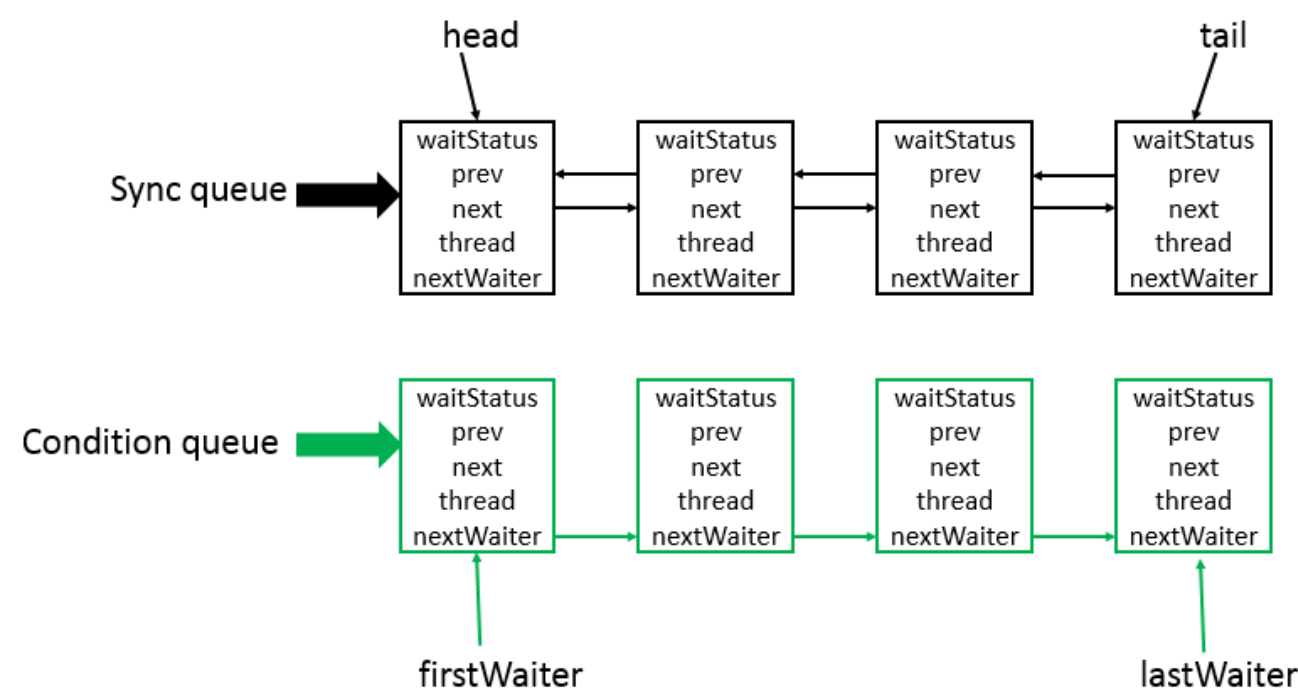 head
tail
Sync queue
waitStatus
prev
next
thread
nextWaiter
waitStatus
prev
next
thread
nextWaiter
waitStatus
prev
next
thread
nextWaiter
waitStatus
prev
next
thread
nextWaiter
Condition queue
waitStatus
prev
next
thread
nextWaiter
waitStatus
prev
next
thread
nextWaiter
waitStatus
prev
next
thread
nextWaiter
waitStatus
prev
next
thread
nextWaiter
firstWaiter
lastWaiter